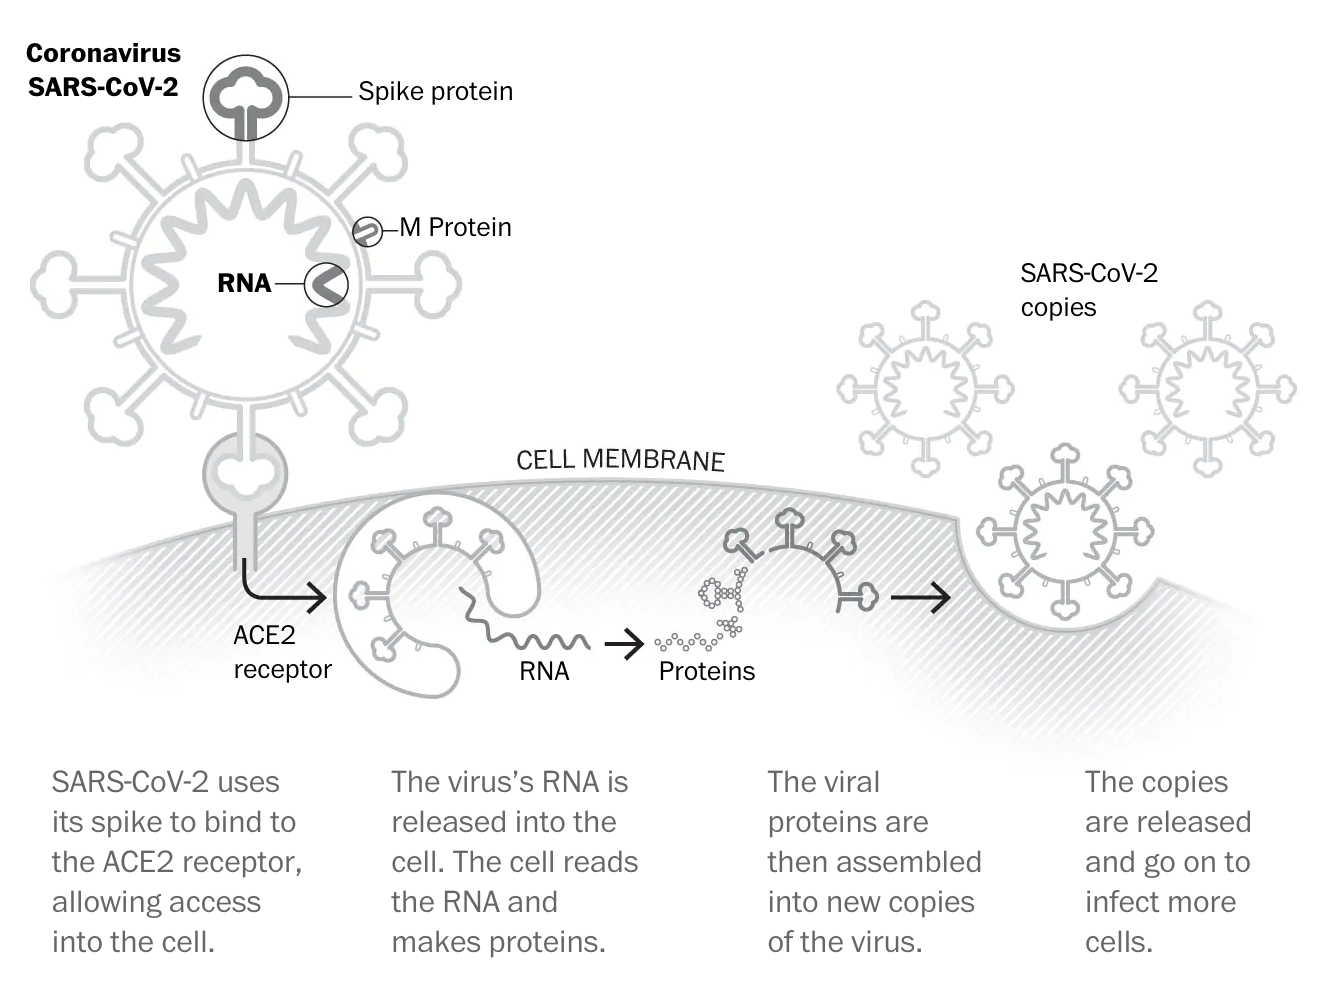 Coronavirus
SARS-CoV-2
Spike protein
M Protein
RNA
SARS-CoV-2
copies
CELL MEMBRANE
ACE2
receptor
RNA
Proteins
SARS-CoV-2 uses
its spike to bind to
the ACE2 receptor,
allowing access
into the cell.
The virus’s RNA is
released into the
cell. The cell reads
the RNA and
makes proteins.
The viral
proteins are
then assembled
into new copies
of the virus.
The copies
are released
and go on to
infect more
cells.